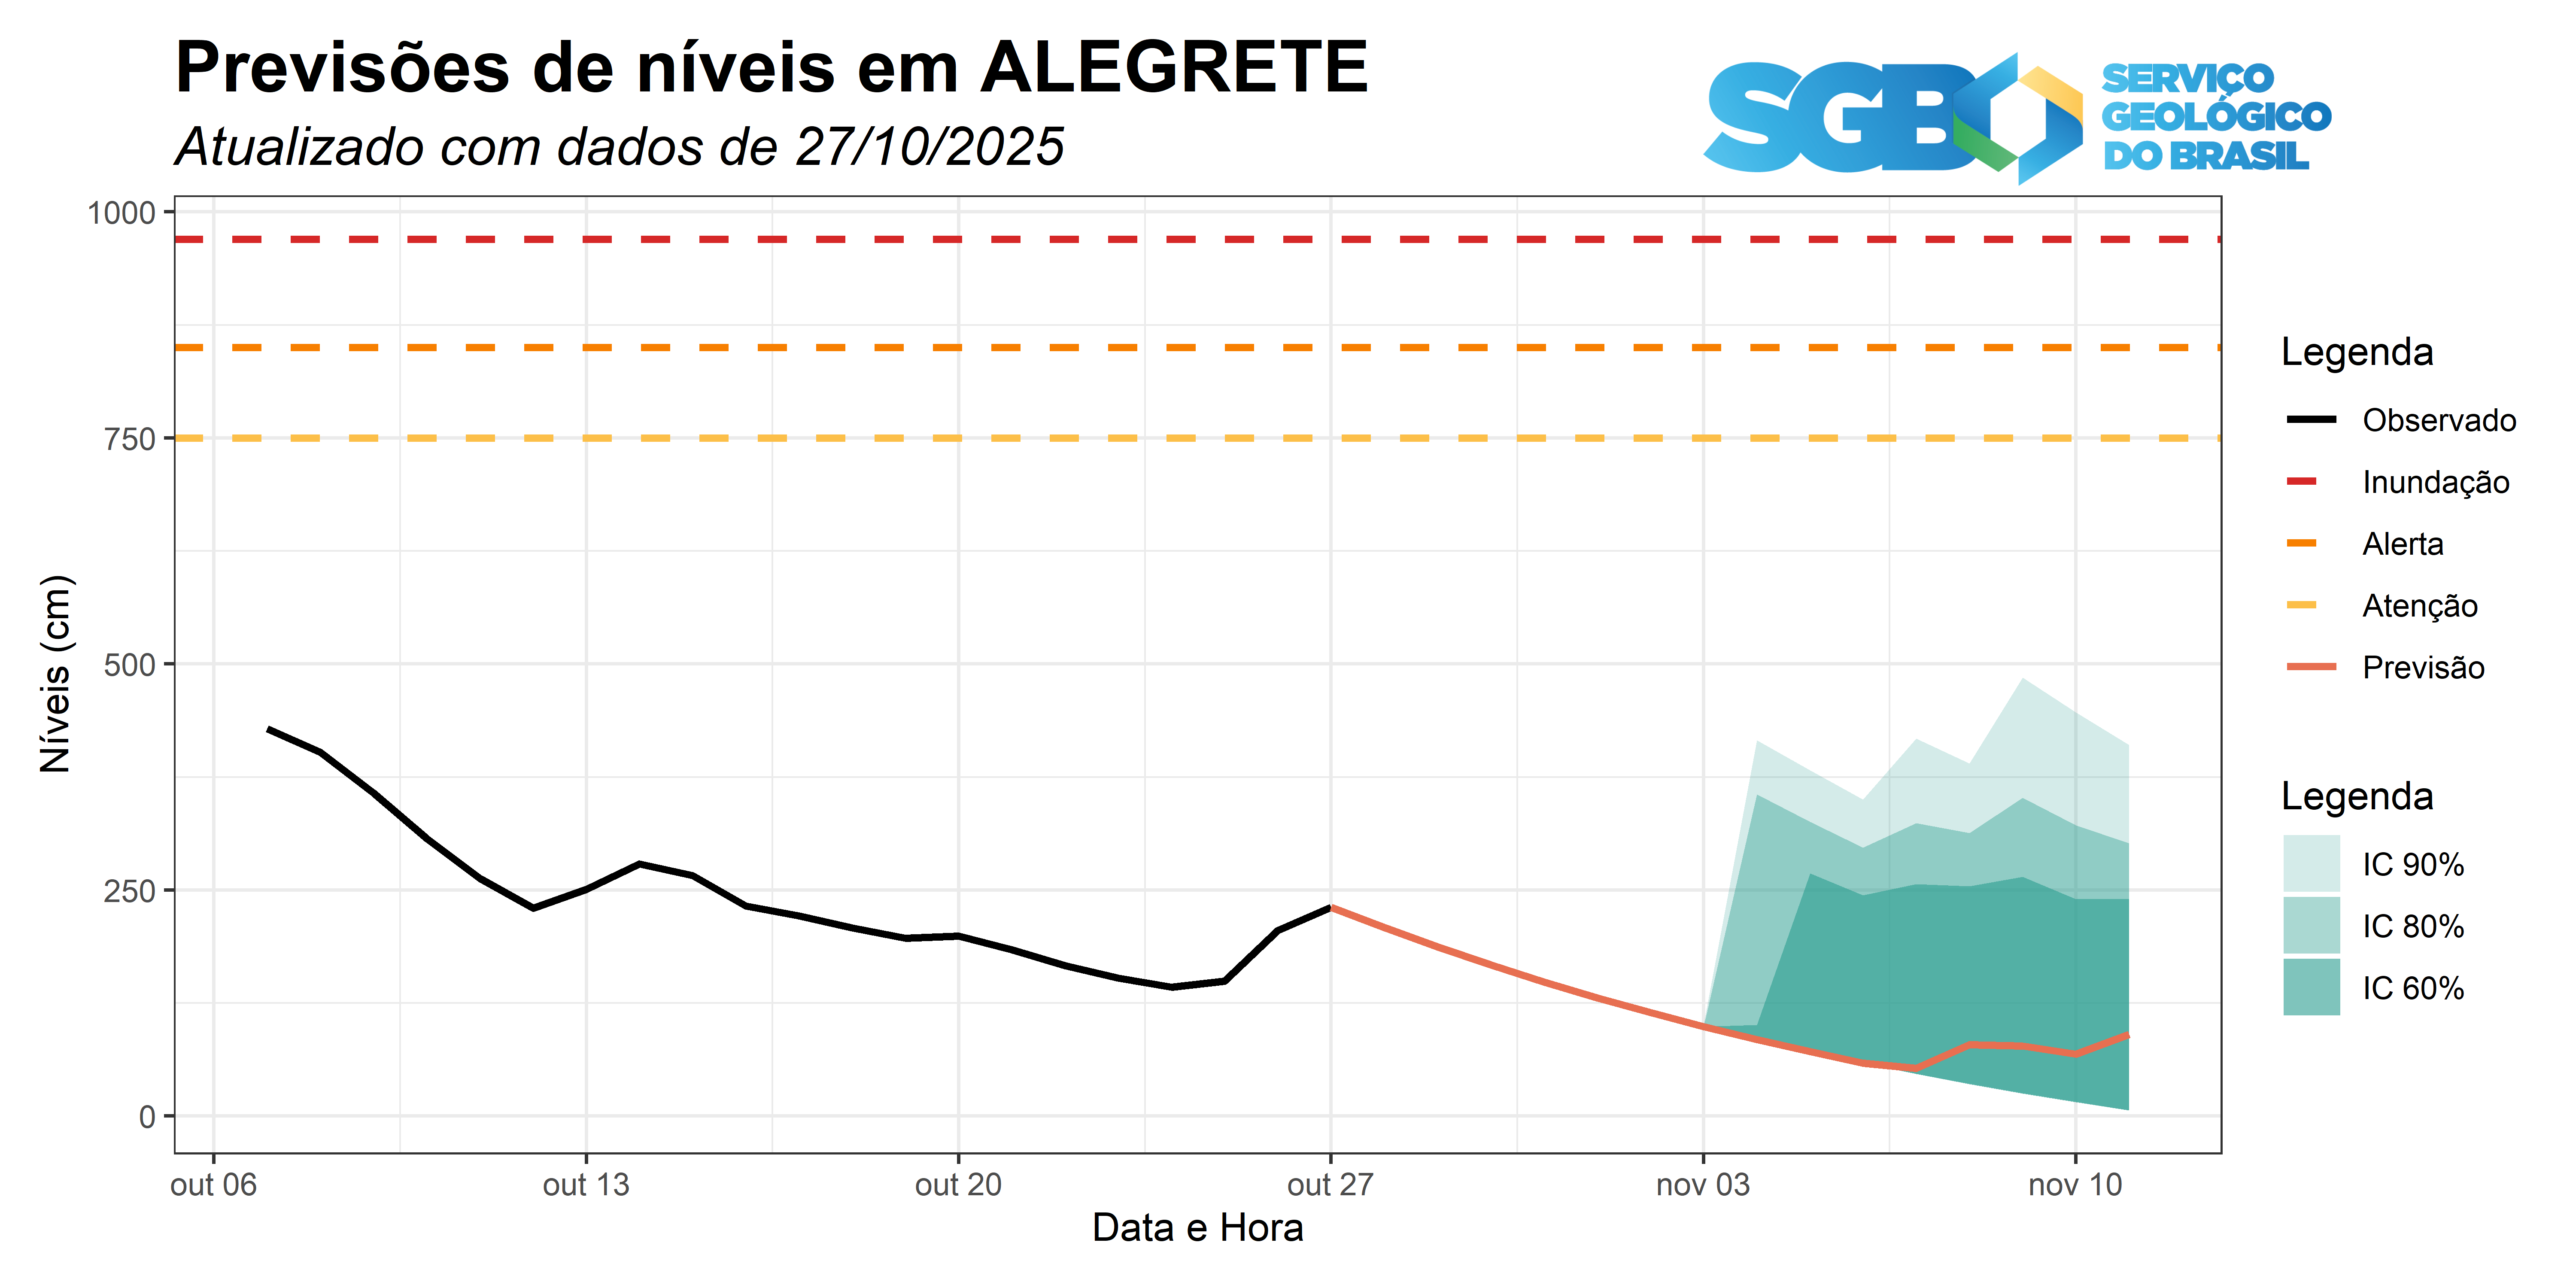 Previsões de níveis em ALEGRETE
Atualizado com dados de 27/10/2025
SGB
SERVIÇO
GEOLÓGICO
DO BRASIL
1000
750
500
250
0
Níveis (cm)
out 06
out 13
out 20
out 27
nov 03
nov 10
Data e Hora
Legenda
Observado
Inundação
Alerta
Atenção
Previsão
Legenda
IC 90%
IC 80%
IC 60%